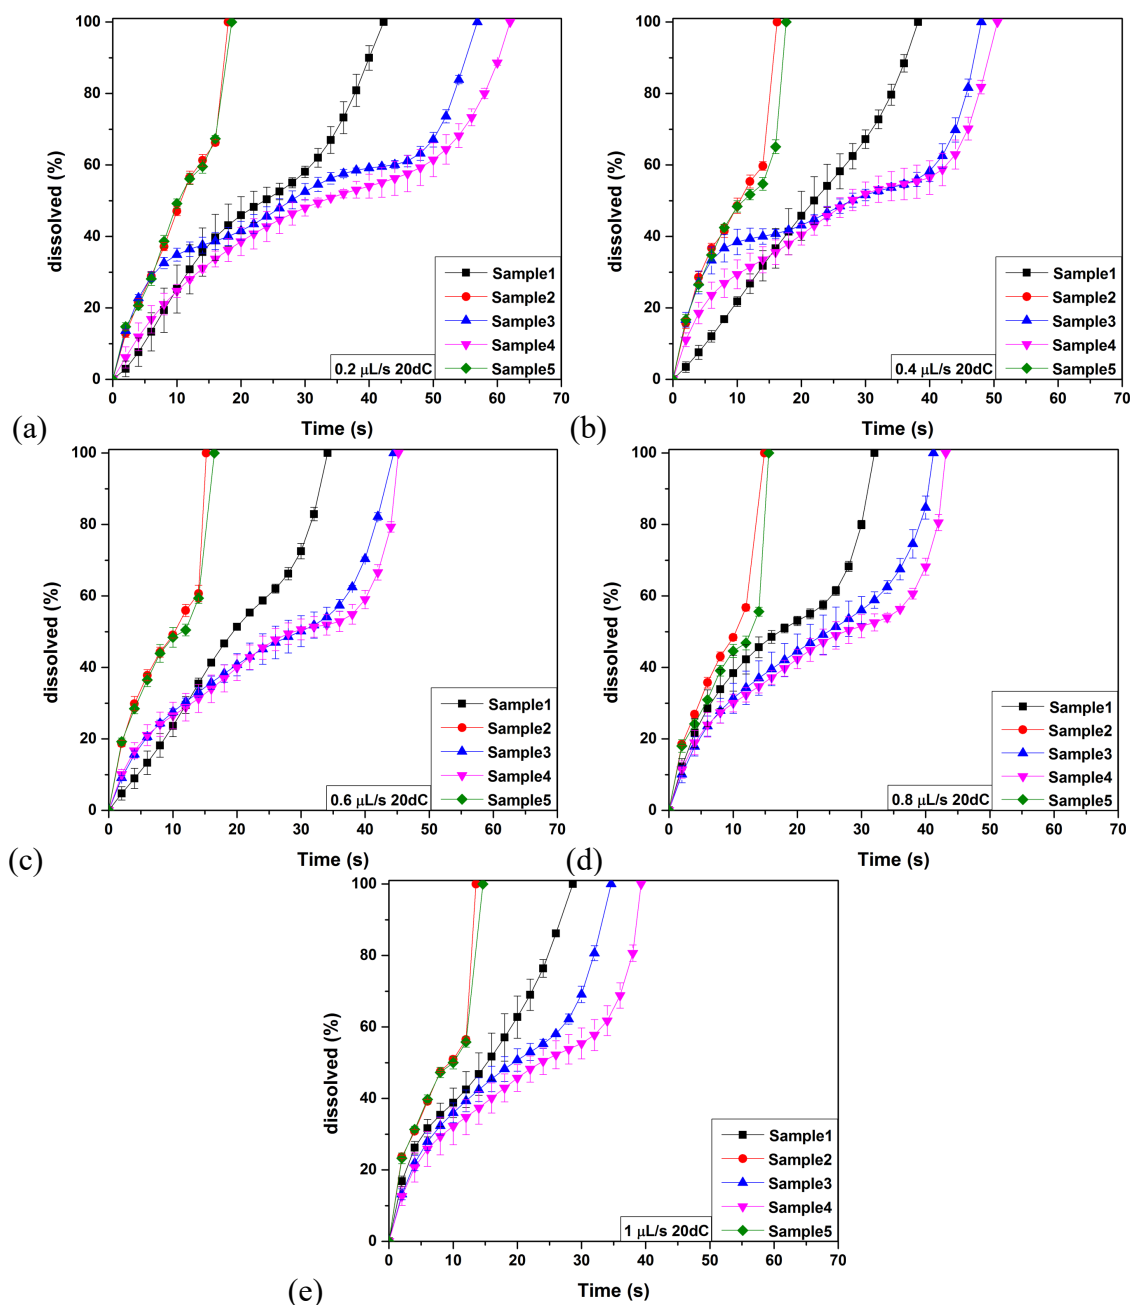 100
80
60
40
20
0
dissolved (%)
Sample1
Sample2
Sample3
Sample4
Sample5
0.2 μL/s 20dC
0 10 20 30 40 50 60 70
Time (s)
(a)
100
80
60
40
20
0
dissolved (%)
Sample1
Sample2
Sample3
Sample4
Sample5
0.4 μL/s 20dC
0 10 20 30 40 50 60 70
Time (s)
(b)
100
80
60
40
20
0
dissolved (%)
Sample1
Sample2
Sample3
Sample4
Sample5
0.6 μL/s 20dC
0 10 20 30 40 50 60 70
Time (s)
(c)
100
80
60
40
20
0
dissolved (%)
Sample1
Sample2
Sample3
Sample4
Sample5
0.8 μL/s 20dC
0 10 20 30 40 50 60 70
Time (s)
(d)
100
80
60
40
20
0
dissolved (%)
Sample1
Sample2
Sample3
Sample4
Sample5
1 μL/s 20dC
0 10 20 30 40 50 60 70
Time (s)
(e)